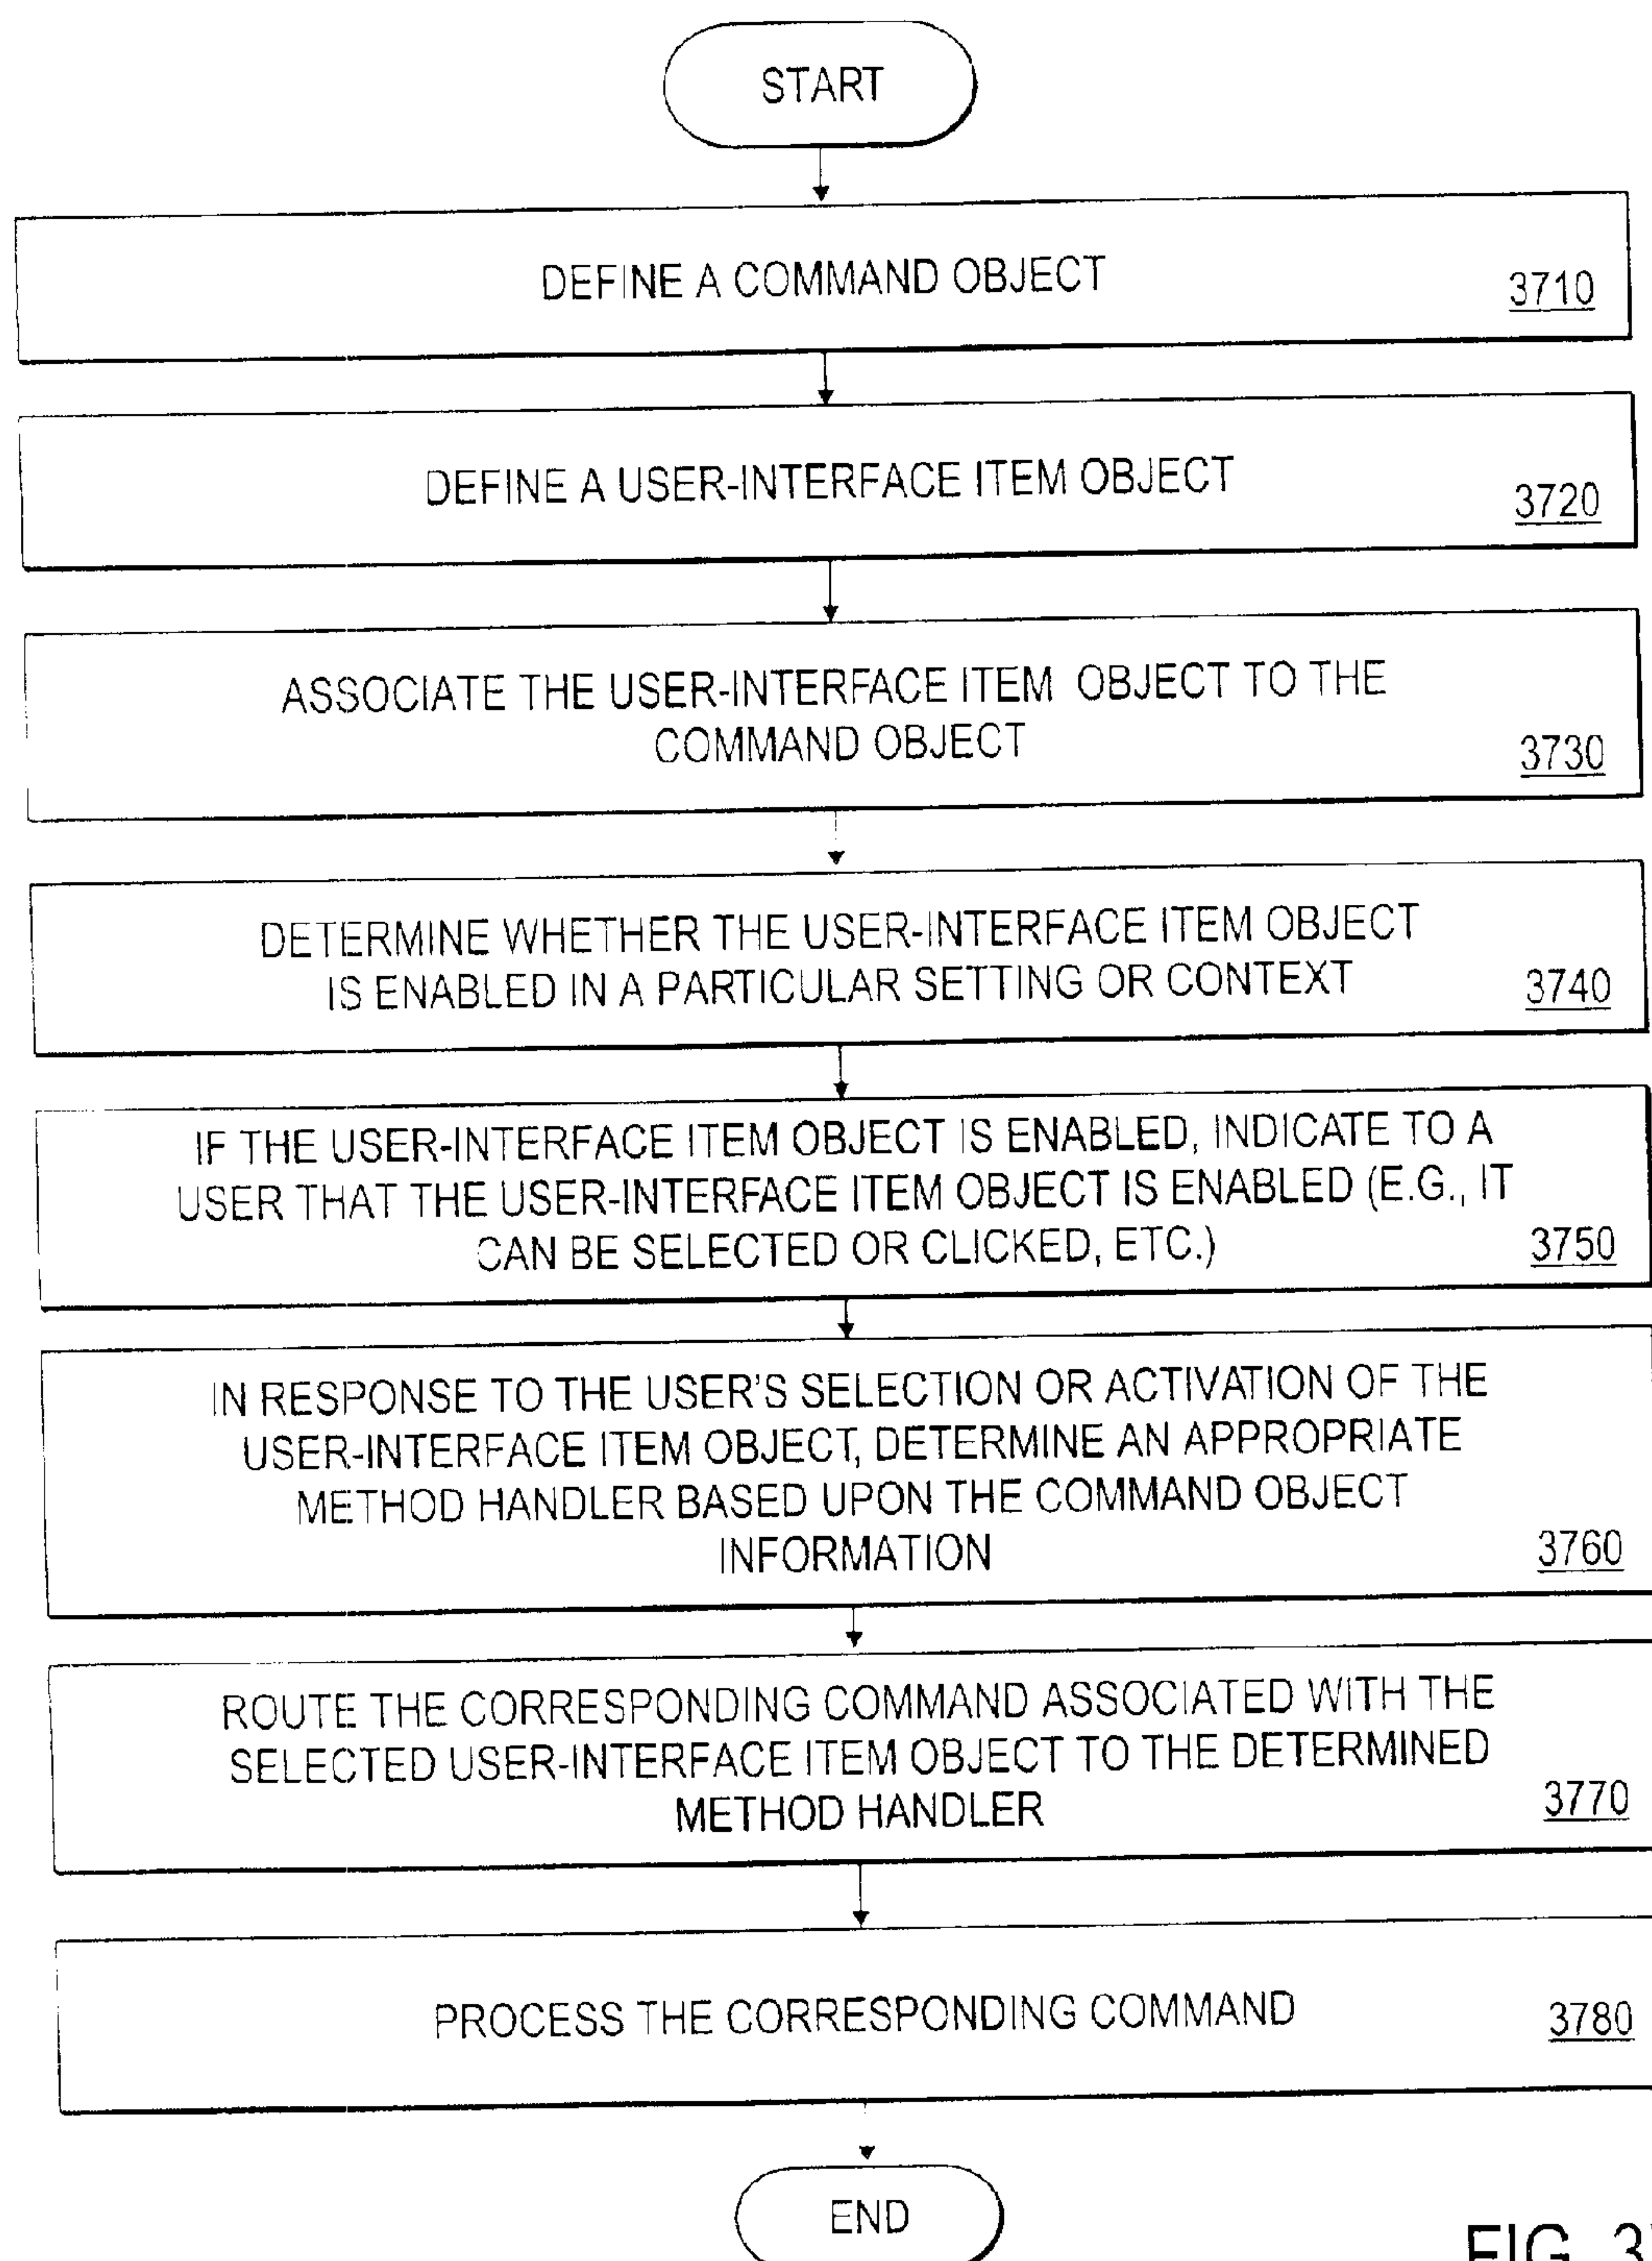 START
DEFINE A COMMAND OBJECT
3710
DEFINE A USER-INTERFACE ITEM OBJECT
3720
ASSOCIATE THE USER-INTERFACE ITEM OBJECT TO THE
COMMAND OBJECT
3730
DETERMINE WHETHER THE USER-INTERFACE ITEM OBJECT
IS ENABLED IN A PARTICULAR SETTING OR CONTEXT
3740
IF THE USER-INTERFACE ITEM OBJECT IS ENABLED, INDICATE TO A
USER THAT THE USER-INTERFACE ITEM OBJECT IS ENABLED (E.G., IT
CAN BE SELECTED OR CLICKED, ETC.)
3750
IN RESPONSE TO THE USER'S SELECTION OR ACTIVATION OF THE
USER-INTERFACE ITEM OBJECT, DETERMINE AN APPROPRIATE
METHOD HANDLER BASED UPON THE COMMAND OBJECT
INFORMATION
3760
ROUTE THE CORRESPONDING COMMAND ASSOCIATED WITH THE
SELECTED USER-INTERFACE ITEM OBJECT TO THE DETERMINED
METHOD HANDLER
3770
PROCESS THE CORRESPONDING COMMAND
3780
END
FIG.